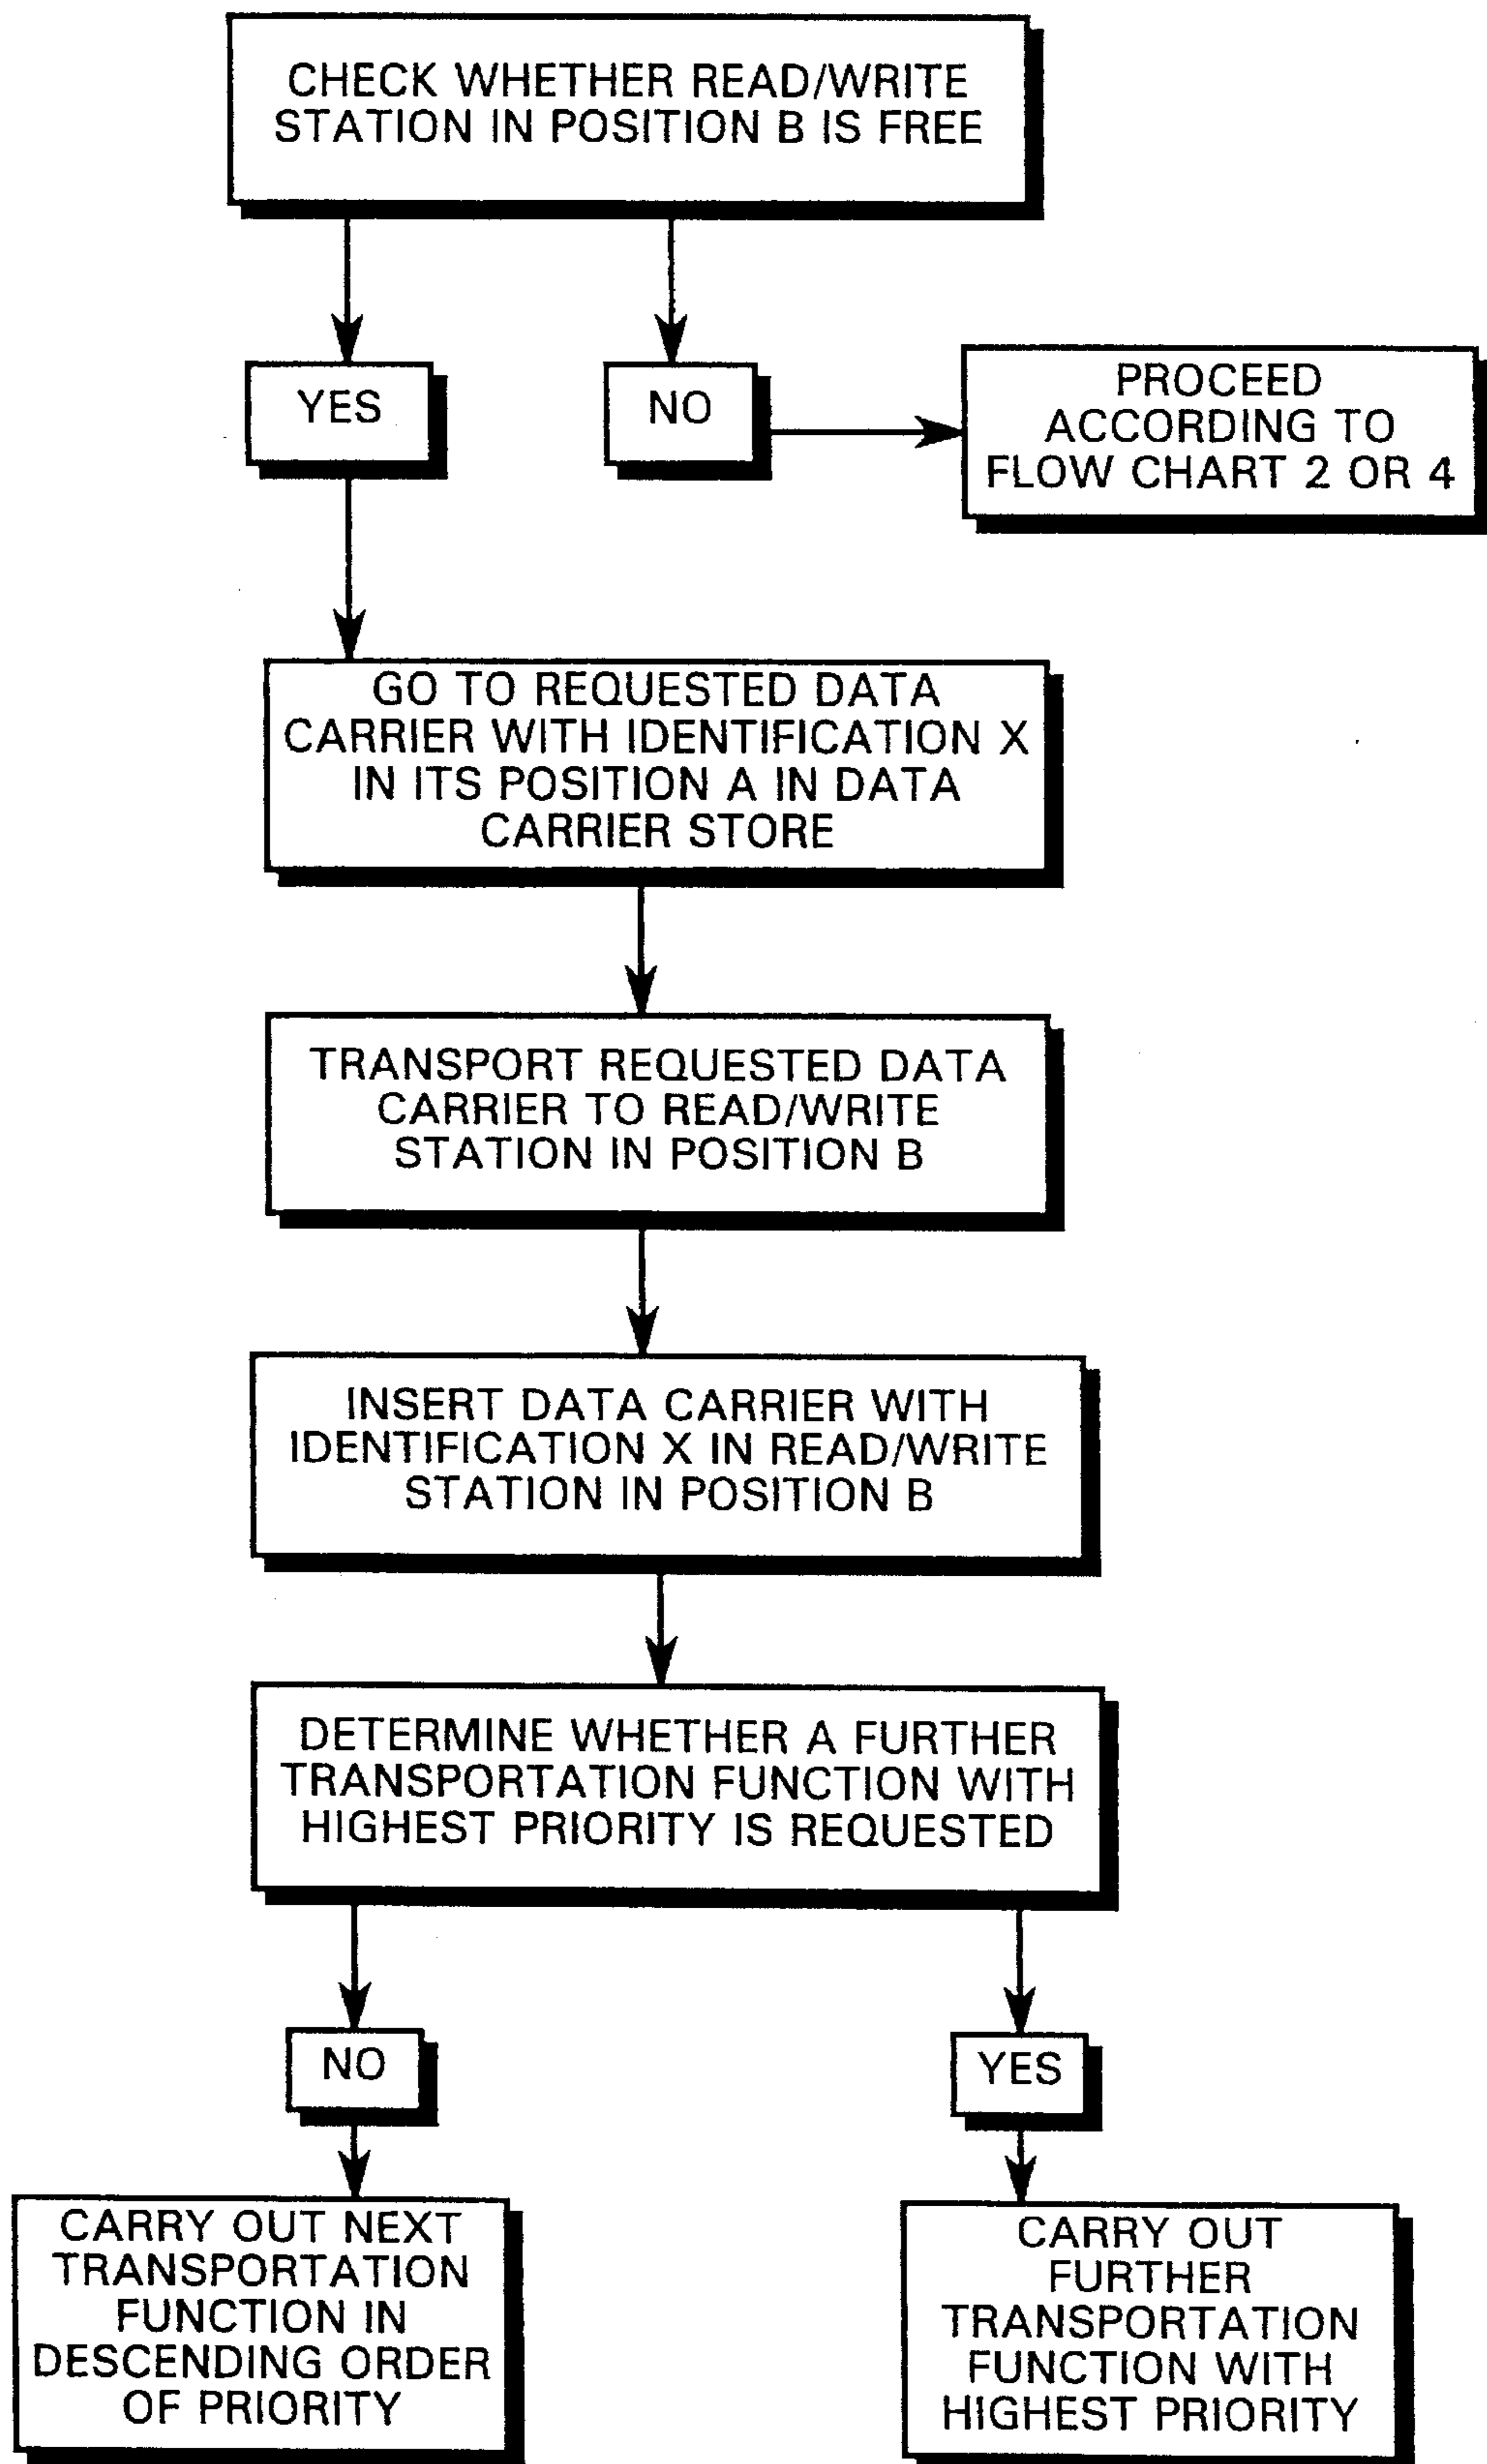 CHECK WHETHER READ/WRITE
STATION IN POSITION B IS FREE
YES
NO
PROCEED
ACCORDING TO
FLOW CHART 2 OR 4
GO TO REQUESTED DATA
CARRIER WITH IDENTIFICATION X
IN ITS POSITION A IN DATA
CARRIER STORE
TRANSPORT REQUESTED DATA
CARRIER TO READ/WRITE
STATION IN POSITION B
INSERT DATA CARRIER WITH
IDENTIFICATION X IN READ/WRITE
STATION IN POSITION B
DETERMINE WHETHER A FURTHER
TRANSPORTATION FUNCTION WITH
HIGHEST PRIORITY IS REQUESTED
NO
YES
CARRY OUT NEXT
TRANSPORTATION
FUNCTION IN
DESCENDING ORDER
OF PRIORITY
CARRY OUT
FURTHER
TRANSPORTATION
FUNCTION WITH
HIGHEST PRIORITY